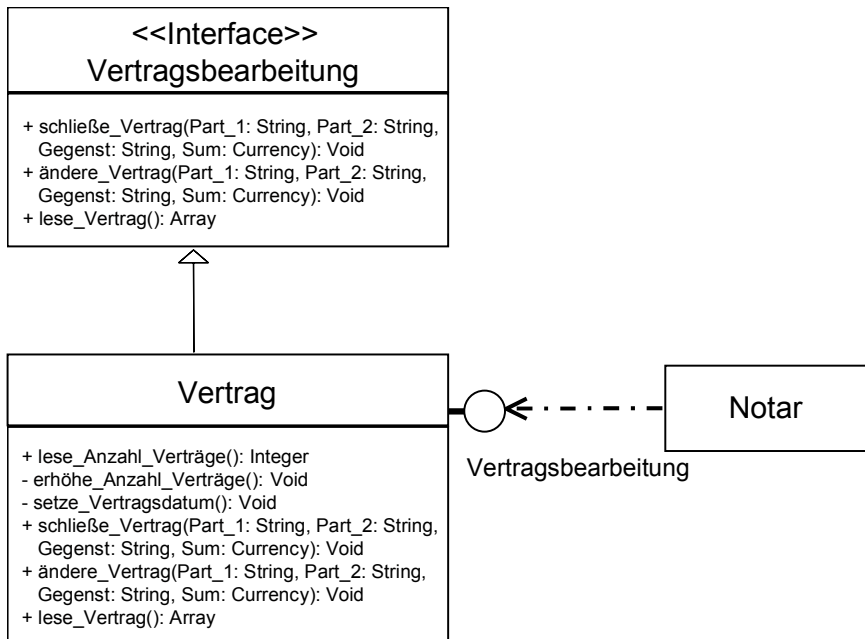 <<Interface>>
Vertragsbearbeitung
+ schließe_Vertrag(Part_1: String, Part_2: String,
Gegenst: String, Sum: Currency): Void
+ ändere_Vertrag(Part_1: String, Part_2: String,
Gegenst: String, Sum: Currency): Void
+ lese_Vertrag(): Array
Vertrag
+ lese_Anzahl_Verträge(): Integer
- erhöhe_Anzahl_Verträge(): Void
- setze_Vertragsdatum(): Void
+ schließe_Vertrag(Part_1: String, Part_2: String,
Gegenst: String, Sum: Currency): Void
+ ändere_Vertrag(Part_1: String, Part_2: String,
Gegenst: String, Sum: Currency): Void
+ lese_Vertrag(): Array
Vertragsbearbeitung
Notar